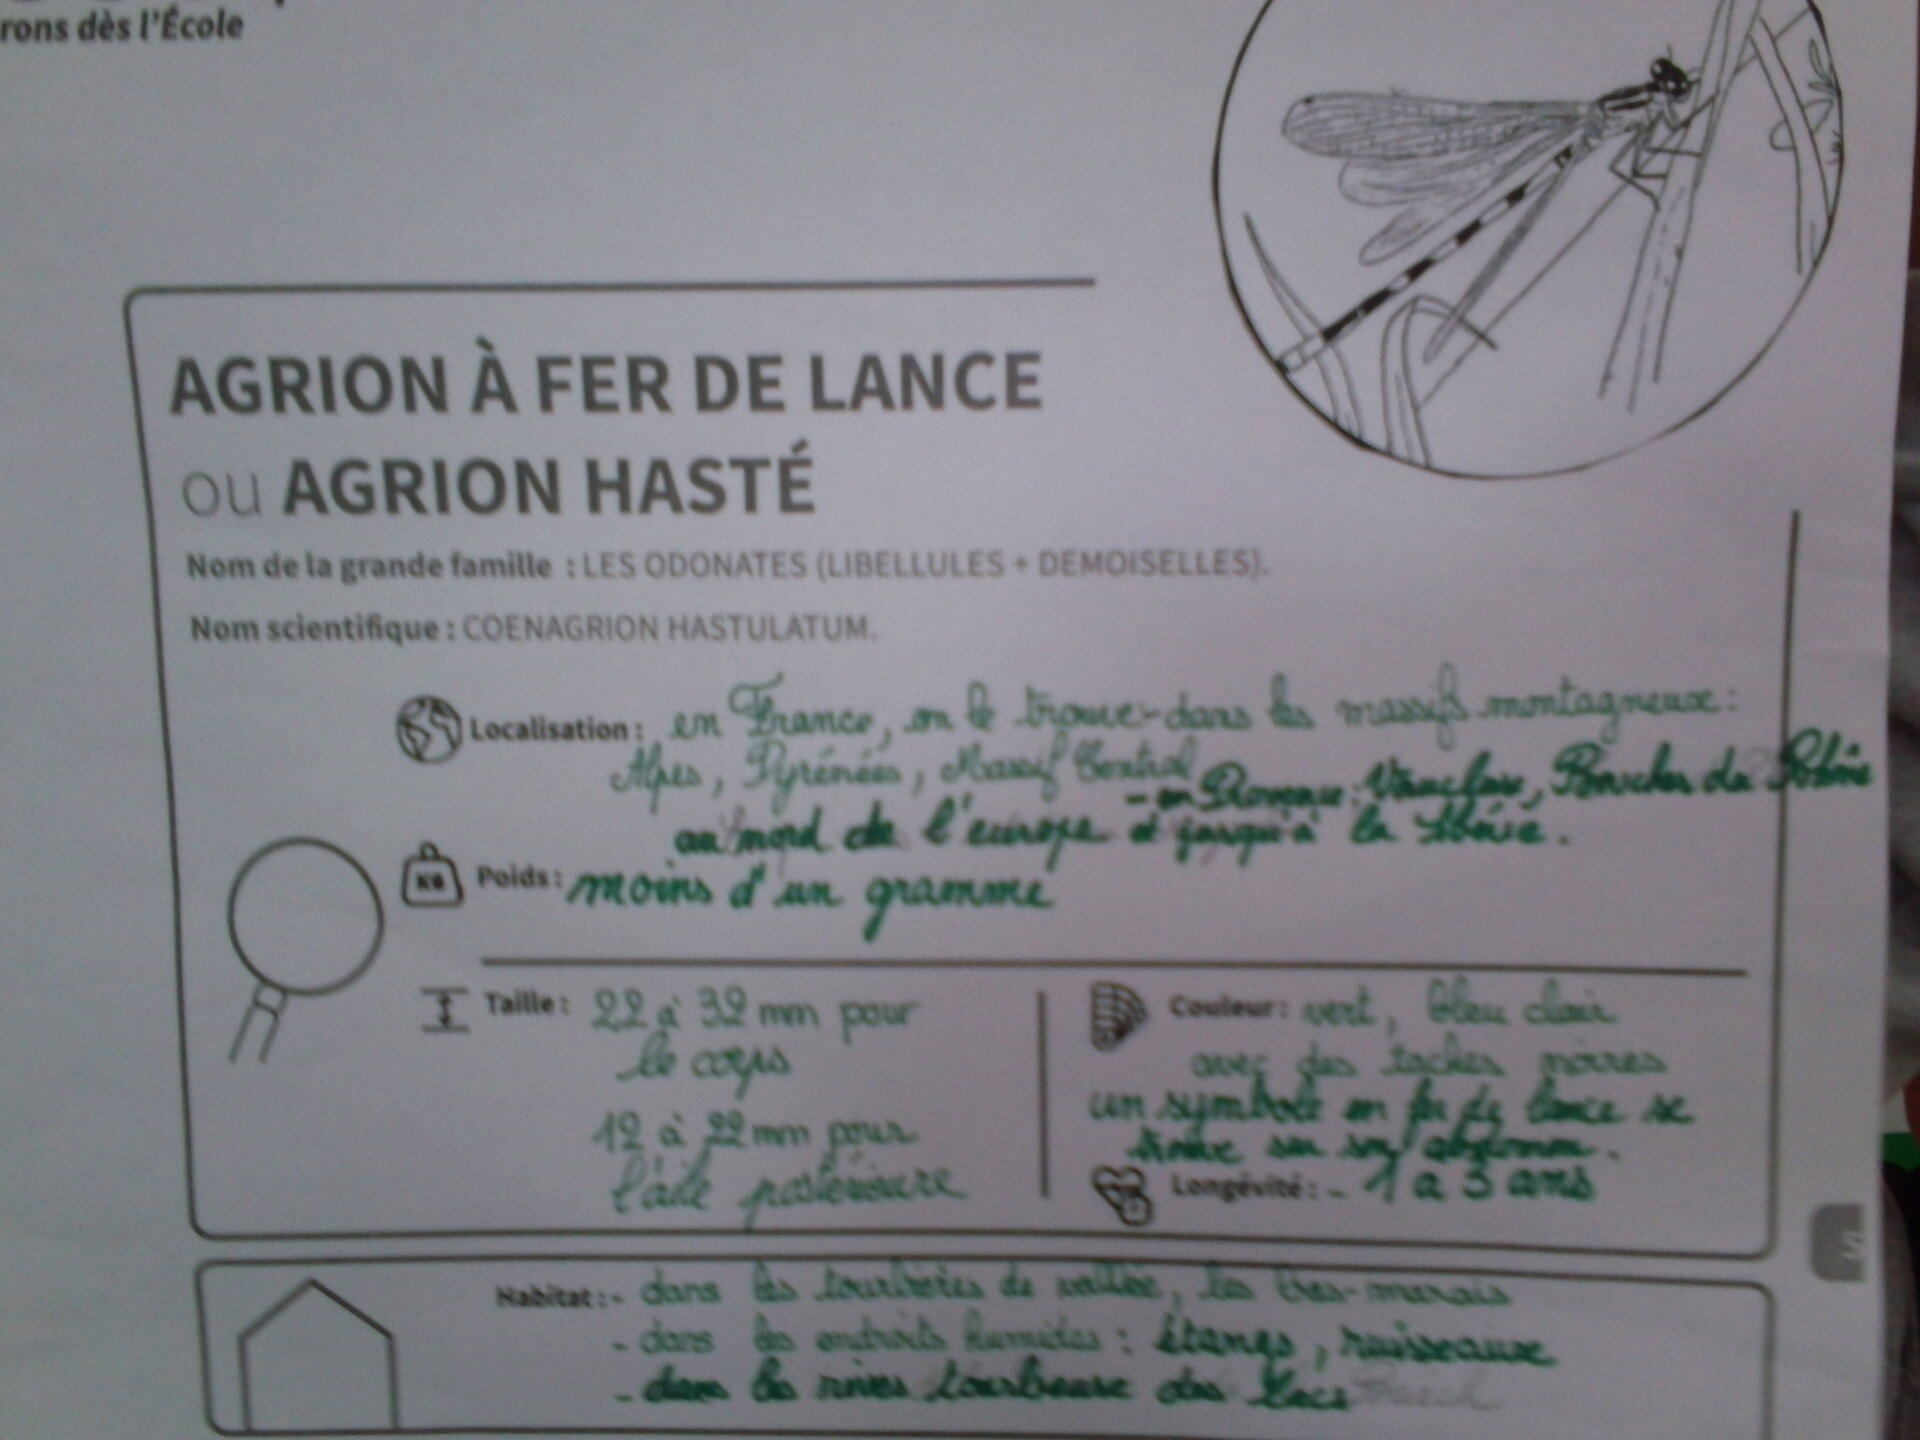 rons dès l'École
AGRION À FER DE LANCE
ou AGRION HASTÉ
Nom de la grande famille : LES ODONATES (LIBELLULES + DEMOISELLES).
Nom scientifique : COENAGRION HASTULATUM.
Localisation : en France, on le trouve-dans les massifs montagneux :
Alpes, Pyrénées, Massif Central
- en Provence : Vaucluse, Bouches du Rhône
au nord de l'europe et jusqu'à la Sibérie.
KG
Poids : moins d'un gramme
Taille : 22 à 32 mm pour
le corps
12 à 22 mm pour
l'aile postérieure
Couleur : vert, bleu clair
avec des taches noires
un symbole en fer de lance se
trouve sur son abdomen.
Longévité : - 1 à 3 ans
5
Habitat : - dans les tourbières de vallée, les bas-marais
- dans les endroits humides : étangs, ruisseaux
- dans les rives tourbeuse des lacs